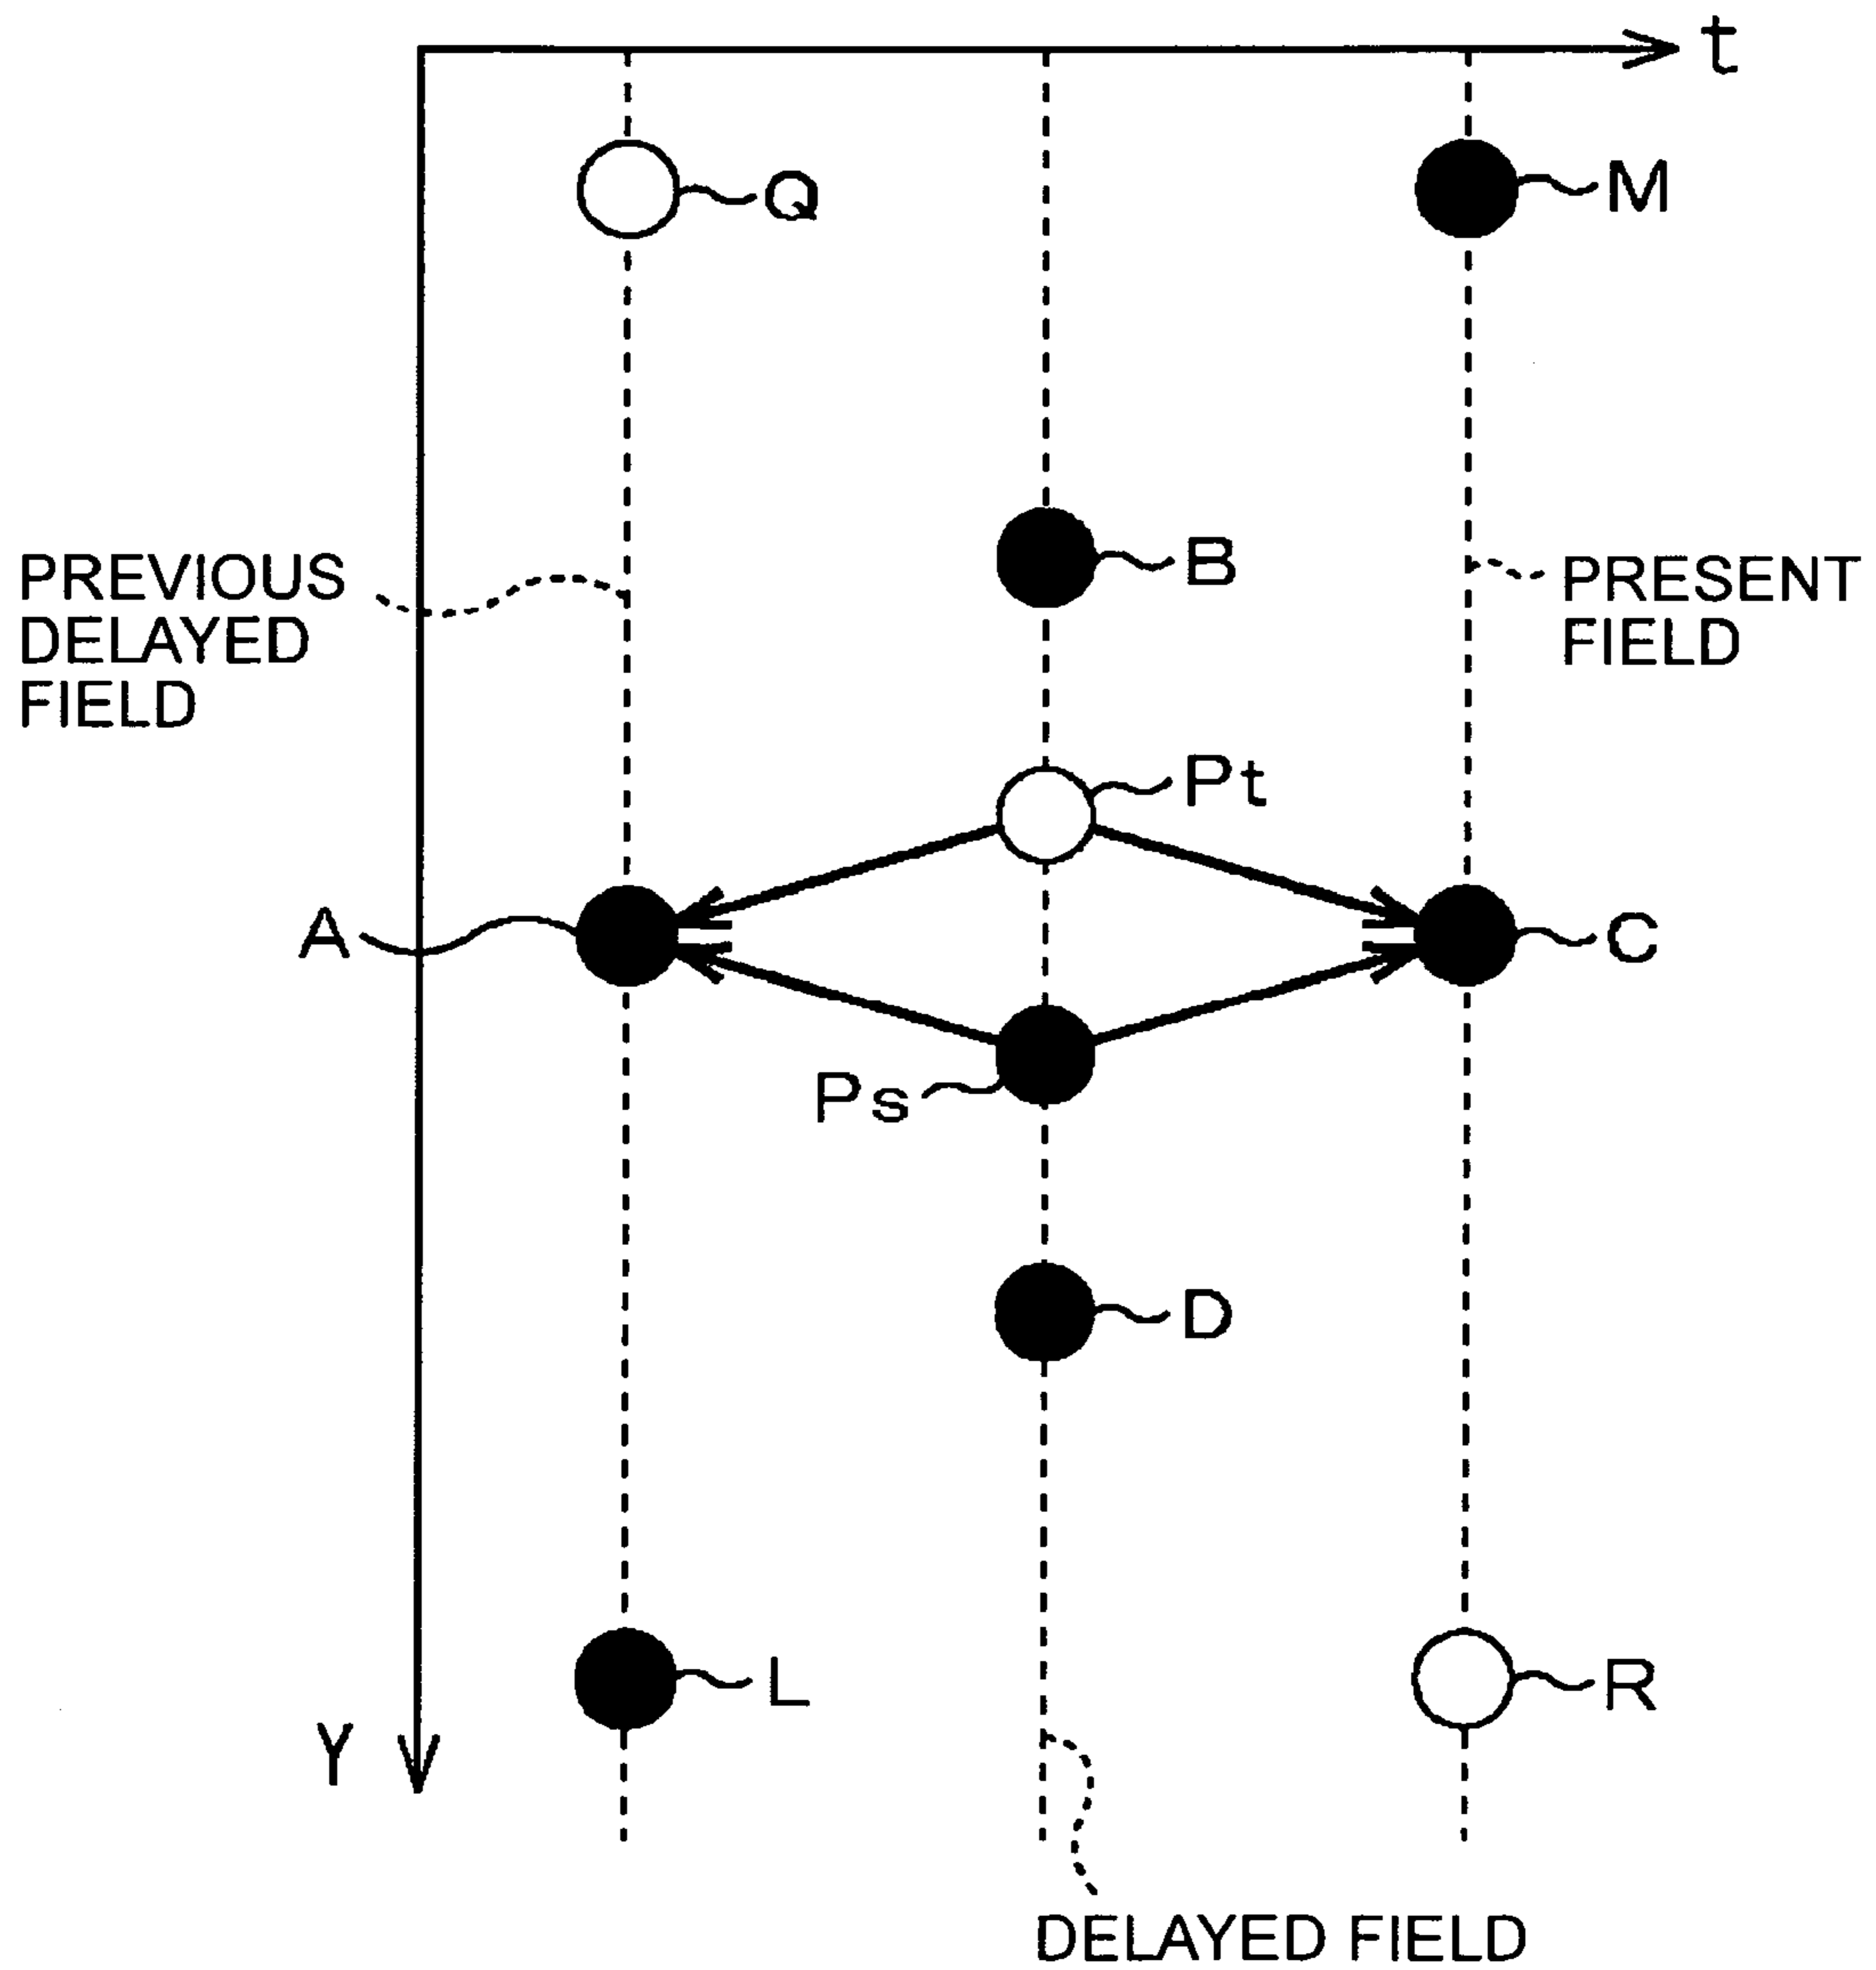 t
Q
M
B
PREVIOUS
DELAYED
FIELD
PRESENT
FIELD
Pt
A
C
Ps
D
L
R
Y
DELAYED FIELD